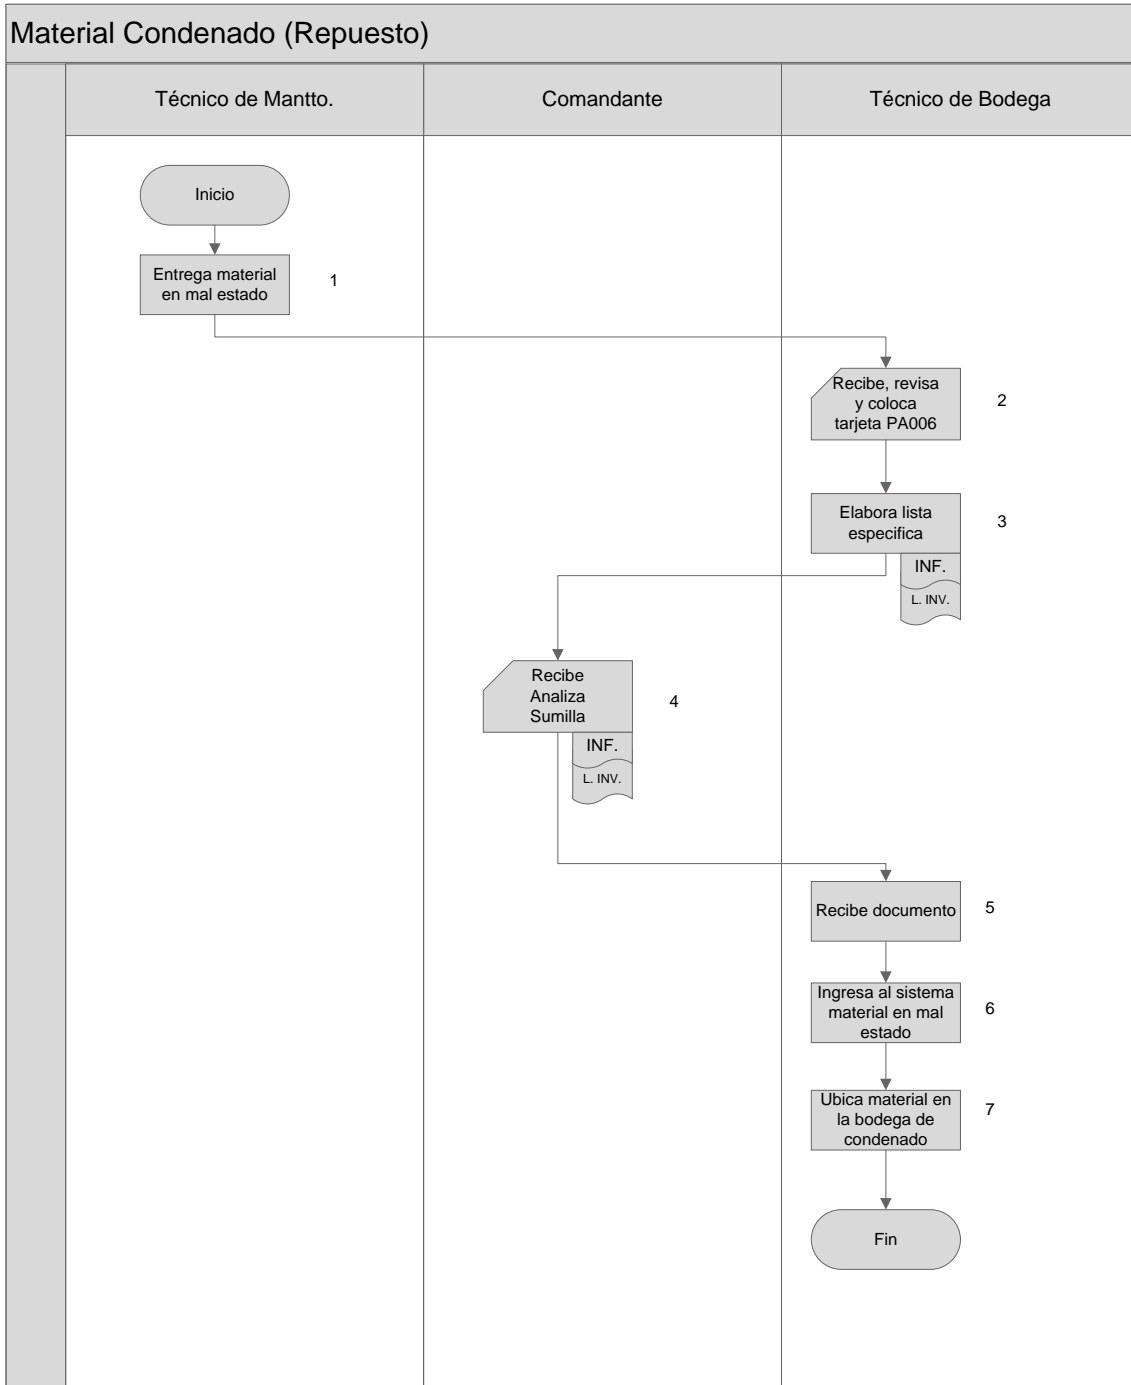 Material Condenado (Repuesto)
Técnico de Mantto.
Comandante
Técnico de Bodega
Inicio
Entrega material
en mal estado
1
Recibe, revisa
y coloca
tarjeta PA006
2
Elabora lista
especifica
3
INF.
L. INV.
Recibe
Analiza
Sumilla
4
INF.
L. INV.
Recibe documento
5
Ingresa al sistema
material en mal
estado
6
Ubica material en
la bodega de
condenado
7
Fin